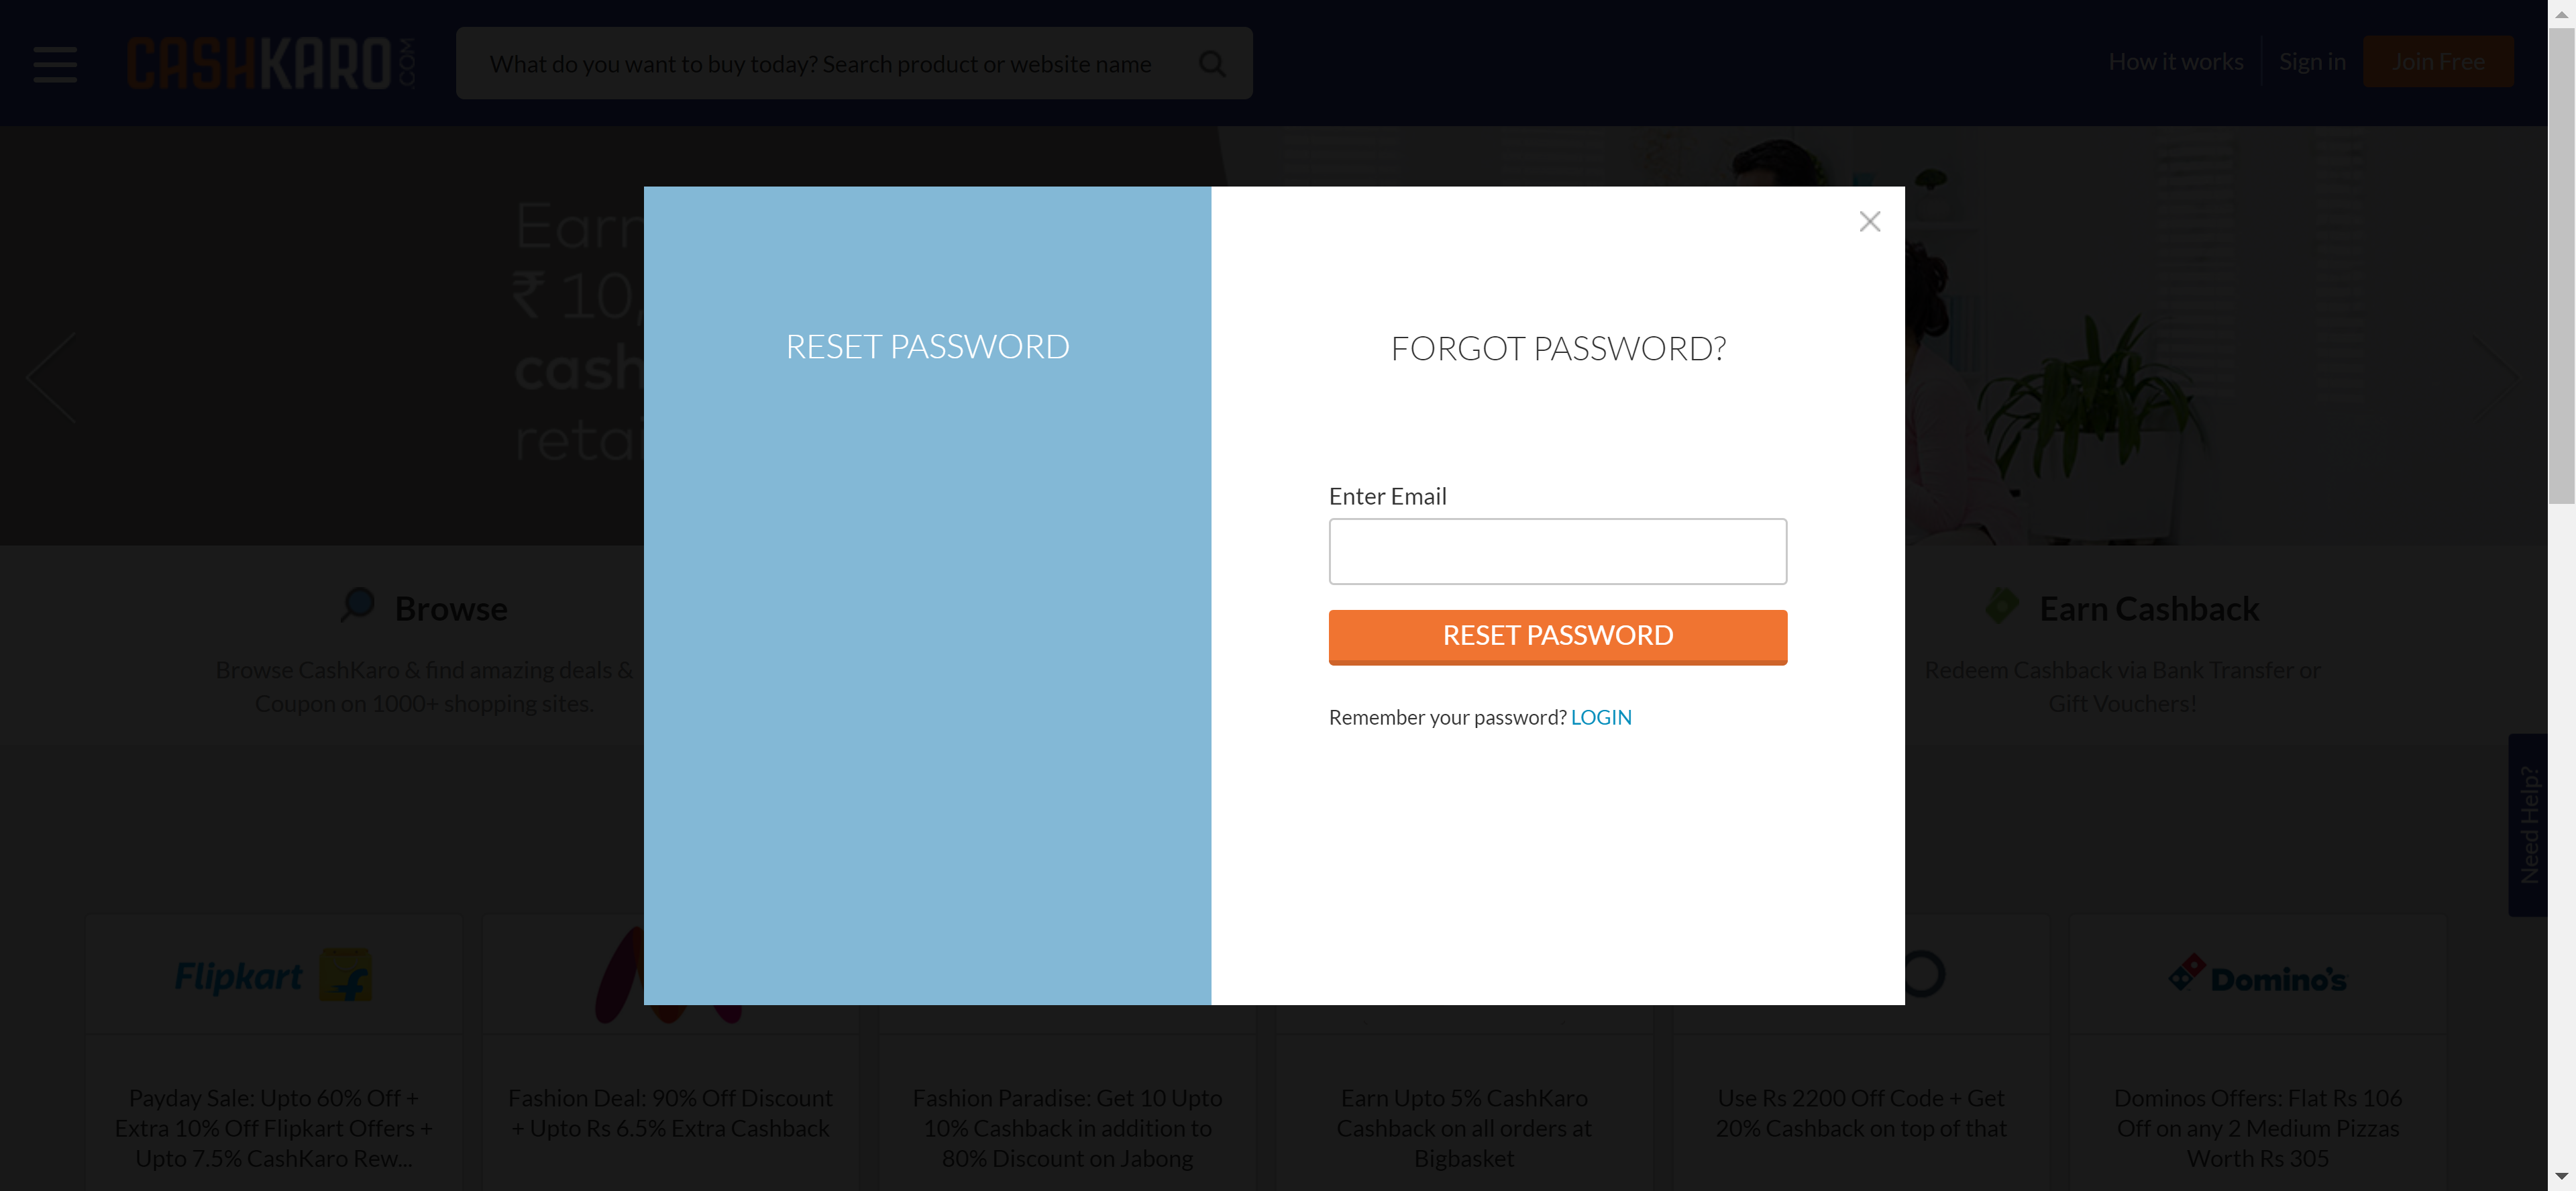 CASHKARO.COM
What do you want to buy today? Search product or website name
How it works
Sign in
Join Free
Earn
₹ 10,
cash
retai
RESET PASSWORD
FORGOT PASSWORD?
Enter Email
RESET PASSWORD
Remember your password? LOGIN
Browse
Browse CashKaro & find amazing deals &
Coupon on 1000+ shopping sites.
Earn Cashback
Redeem Cashback via Bank Transfer or
Gift Vouchers!
Need Help?
Flipkart
Domino's
Payday Sale: Upto 60% Off +
Extra 10% Off Flipkart Offers +
Upto 7.5% CashKaro Rew...
Fashion Deal: 90% Off Discount
+ Upto Rs 6.5% Extra Cashback
Fashion Paradise: Get 10 Upto
10% Cashback in addition to
80% Discount on Jabong
Earn Upto 5% CashKaro
Cashback on all orders at
Bigbasket
Use Rs 2200 Off Code + Get
20% Cashback on top of that
Dominos Offers: Flat Rs 106
Off on any 2 Medium Pizzas
Worth Rs 305